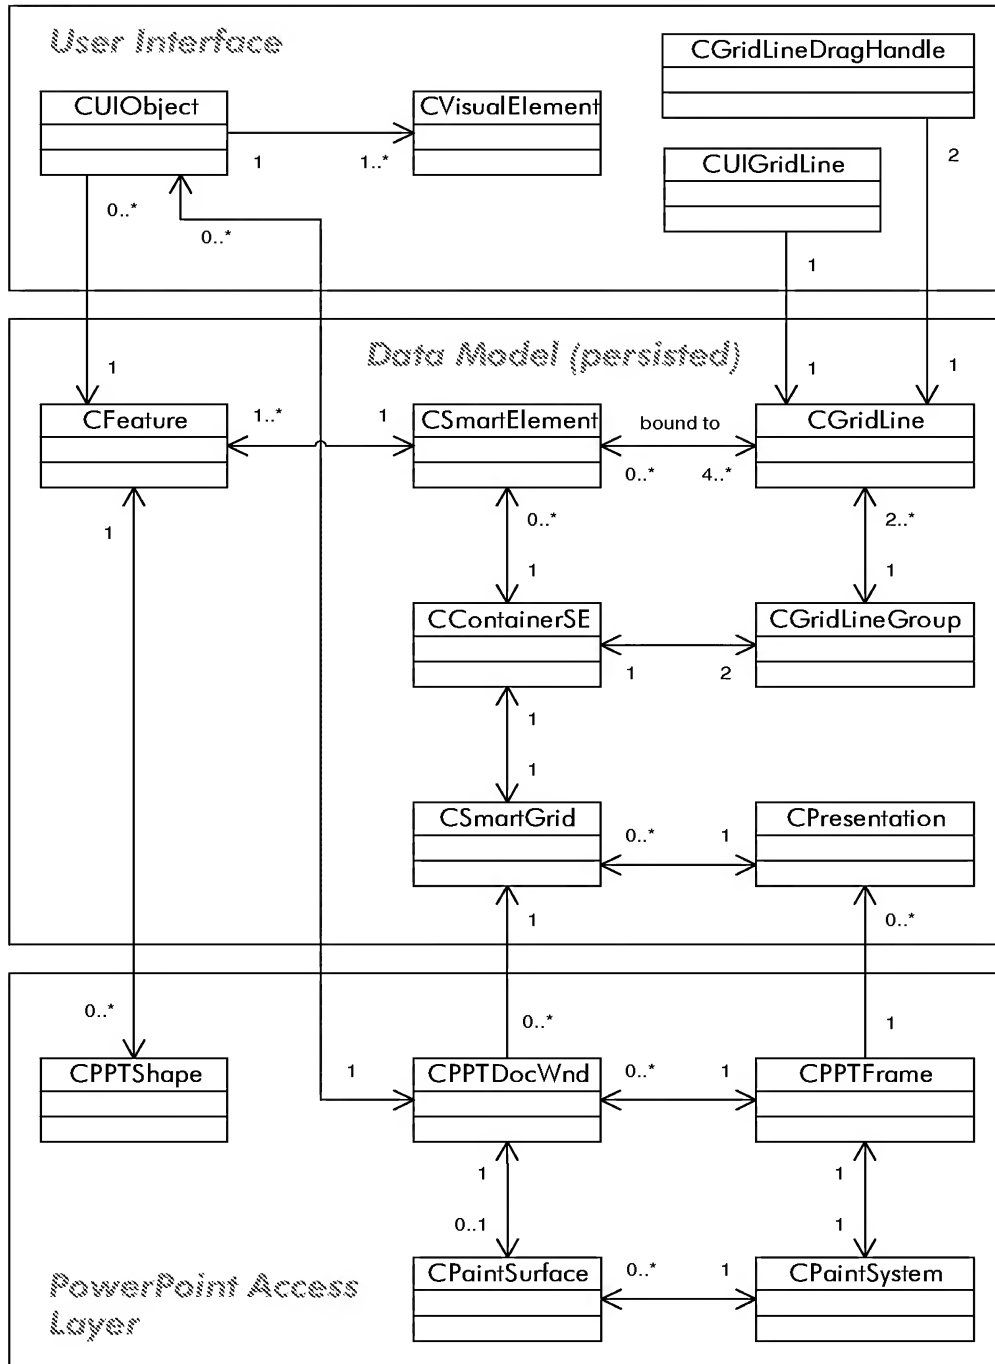 User Interface
CGridLineDragHandle
CUIObject
CVisualElement
1
1..*
2
CUIGridLine
0..*
0..*
1
Data Model (persisted)
1
1
1
CFeature
1..*
1
CSmartElement
bound to
CGridLine
0..*
4..*
1
0..*
2..*
1
1
CContainerSE
CGridLineGroup
1
2
1
1
CSmartGrid
CPresentation
0..*
1
1
0..*
0..*
0..*
1
CPPTShape
1
CPPTDocWnd
0..*
1
CPPTFrame
1
1
0..1
1
CPaintSurface
0..*
1
CPaintSystem
PowerPoint Access
Layer